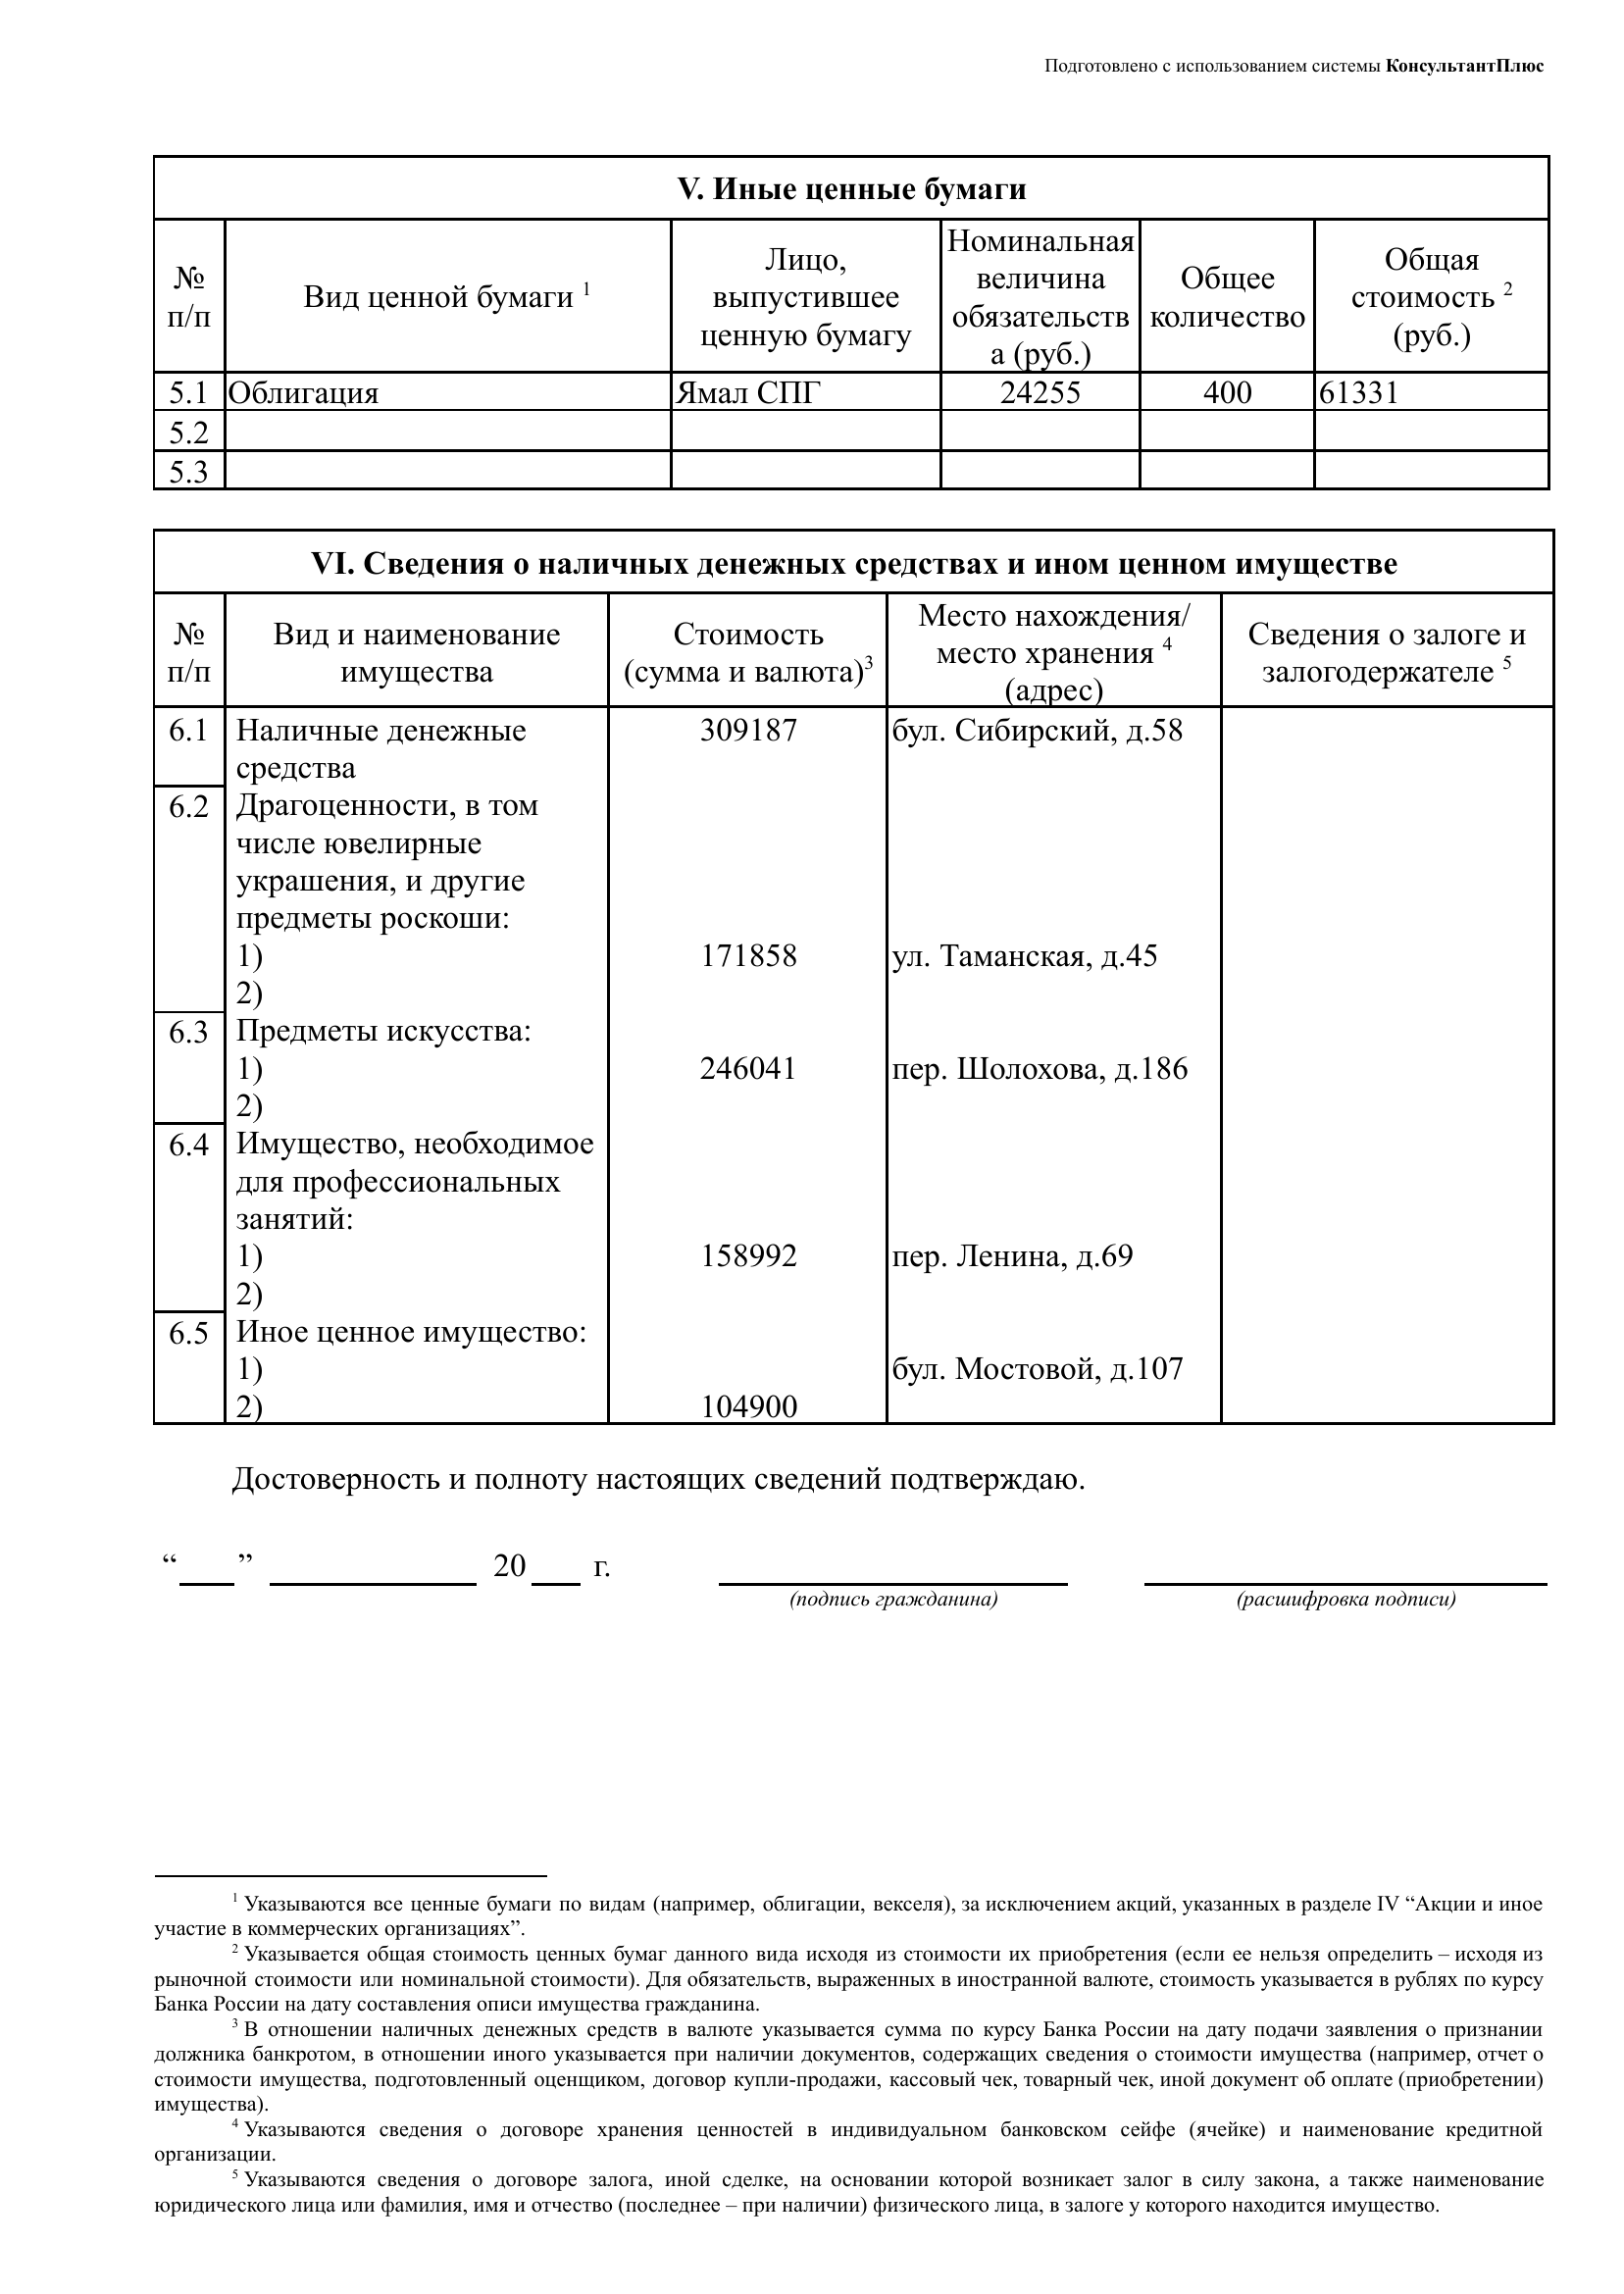 Подготовлено с использованием системы КонсультантПлюс
V. Иные ценные бумаги
№ п/п
Вид ценной бумаги 1
Лицо, выпустившее ценную бумагу
Номинальная величина обязательств а (руб.)
Общее количество
Общая стоимость 2 (руб.)
5.1 Облигация Ямал СПГ 24255 400 61331
5.2
5.3
VI. Сведения о наличных денежных средствах и ином ценном имуществе
№ п/п
Вид и наименование имущества
Стоимость (сумма и валюта)3
Место нахождения/ место хранения 4 (адрес)
Сведения о залоге и залогодержателе 5
6.1 Наличные денежные 309187 бул. Сибирский, д.58
средства
6.2 Драгоценности, в том
числе ювелирные
украшения, и другие
предметы роскоши:
1) 171858 ул. Таманская, д.45
2)
6.3 Предметы искусства:
1) 246041 пер. Шолохова, д.186
2)
6.4 Имущество, необходимое
для профессиональных
занятий:
1) 158992 пер. Ленина, д.69
2)
6.5 Иное ценное имущество:
1) бул. Мостовой, д.107
2) 104900
Достоверность и полноту настоящих сведений подтверждаю.
“ ” 20 г.
(подпись гражданина) (расшифровка подписи)
1 Указываются все ценные бумаги по видам (например, облигации, векселя), за исключением акций, указанных в разделе IV “Акции и иное
участие в коммерческих организациях”.
2 Указывается общая стоимость ценных бумаг данного вида исходя из стоимости их приобретения (если ее нельзя определить – исходя из
рыночной стоимости или номинальной стоимости). Для обязательств, выраженных в иностранной валюте, стоимость указывается в рублях по курсу
Банка России на дату составления описи имущества гражданина.
3 В отношении наличных денежных средств в валюте указывается сумма по курсу Банка России на дату подачи заявления о признании
должника банкротом, в отношении иного указывается при наличии документов, содержащих сведения о стоимости имущества (например, отчет о
стоимости имущества, подготовленный оценщиком, договор купли-продажи, кассовый чек, товарный чек, иной документ об оплате (приобретении)
имущества).
4 Указываются сведения о договоре хранения ценностей в индивидуальном банковском сейфе (ячейке) и наименование кредитной
организации.
5 Указываются сведения о договоре залога, иной сделке, на основании которой возникает залог в силу закона, а также наименование
юридического лица или фамилия, имя и отчество (последнее – при наличии) физического лица, в залоге у которого находится имущество.